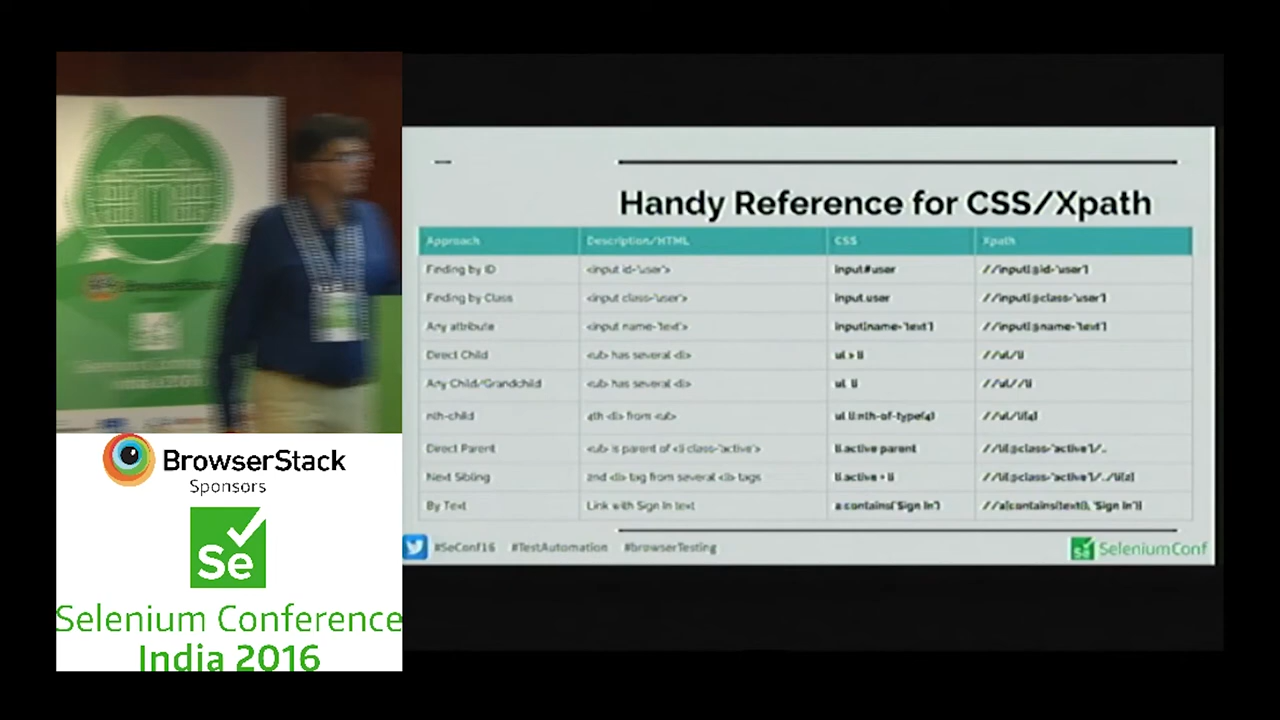 Handy Reference for CSS/Xpath
Approach Description/HTML CSS Xpath
Finding by ID <input id='user'> input#user //input[@id='user']
Finding by Class <input class='user'> input.user //input[@class='user']
Any attribute <input name='text'> input[name='text'] //input[@name='text']
Direct Child <ul> has several <li> ul > li //ul/li
Any Child/Grandchild <ul> has several <li> ul li //ul//li
nth-child 4th <li> from <ul> ul li:nth-of-type(4) //ul/li[4]
Direct Parent <ul> is parent of <li class='active'> li.active:parent //li[@class='active']/..
Next Sibling 2nd <li> tag from several <li> tags li.active + li //li[@class='active']/../li[2]
By Text Link with Sign In text a:contains('Sign In') //a[contains(text(), 'Sign In')]
#SeConf16 #TestAutomation #browserTesting
SeleniumConf
BrowserStack
Sponsors
Se
Selenium Conference
India 2016